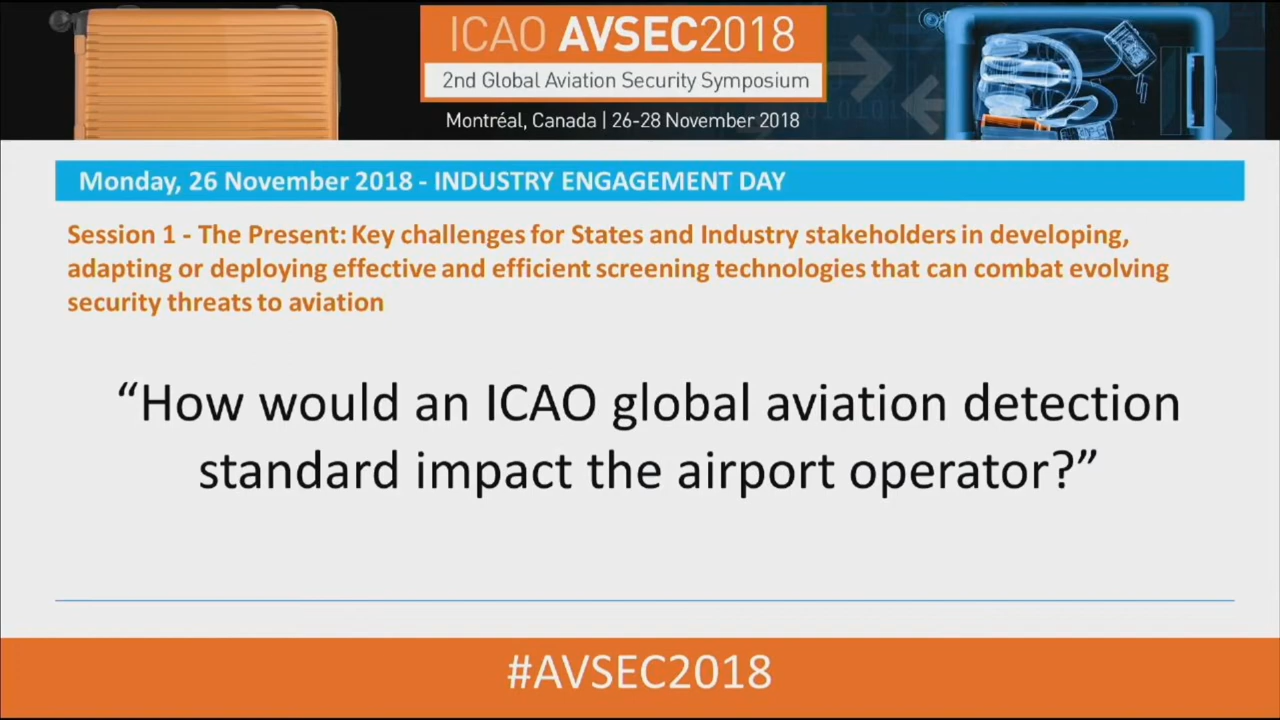 ICAO AVSEC2018
2nd Global Aviation Security Symposium
Montréal, Canada | 26-28 November 2018
Monday, 26 November 2018 - INDUSTRY ENGAGEMENT DAY
Session 1 - The Present: Key challenges for States and Industry stakeholders in developing,
adapting or deploying effective and efficient screening technologies that can combat evolving
security threats to aviation
“How would an ICAO global aviation detection
standard impact the airport operator?”
#AVSEC2018